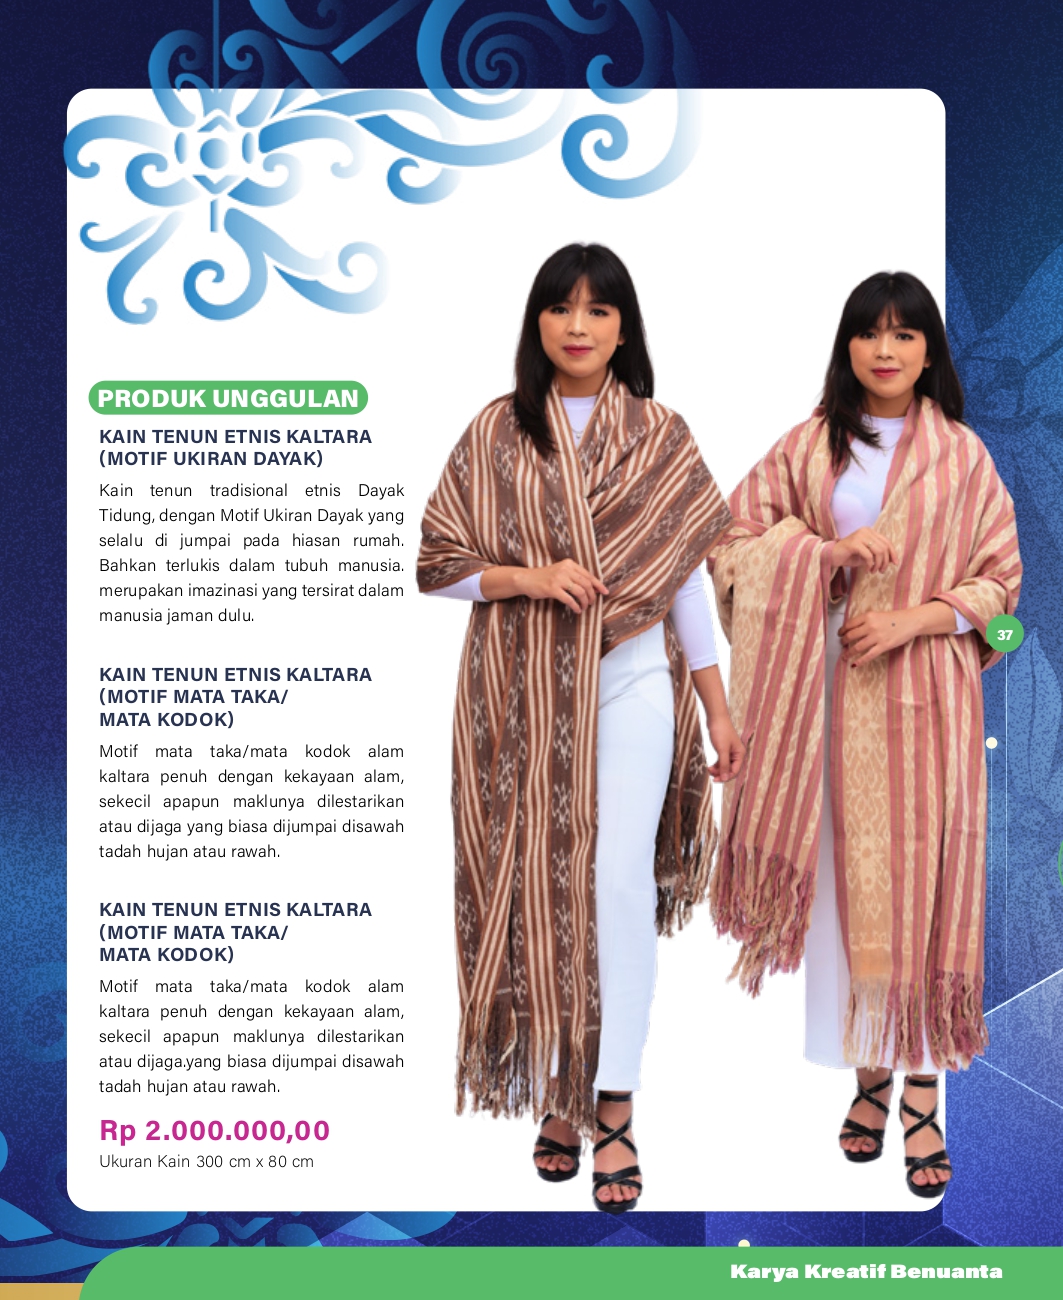 PRODUK UNGGULAN
KAIN TENUN ETNIS KALTARA
(MOTIF UKIRAN DAYAK)
Kain tenun tradisional etnis Dayak
Tidung, dengan Motif Ukiran Dayak yang
selalu di jumpai pada hiasan rumah.
Bahkan terlukis dalam tubuh manusia.
merupakan imazinasi yang tersirat dalam
manusia jaman dulu.
KAIN TENUN ETNIS KALTARA
(MOTIF MATA TAKA/
MATA KODOK)
Motif mata taka/mata kodok alam
kaltara penuh dengan kekayaan alam,
sekecil apapun maklunya dilestarikan
atau dijaga yang biasa dijumpai disawah
tadah hujan atau rawah.
KAIN TENUN ETNIS KALTARA
(MOTIF MATA TAKA/
MATA KODOK)
Motif mata taka/mata kodok alam
kaltara penuh dengan kekayaan alam,
sekecil apapun maklunya dilestarikan
atau dijaga.yang biasa dijumpai disawah
tadah hujan atau rawah.
Rp 2.000.000,00
Ukuran Kain 300 cm x 80 cm
37
Karya Kreatif Benuanta